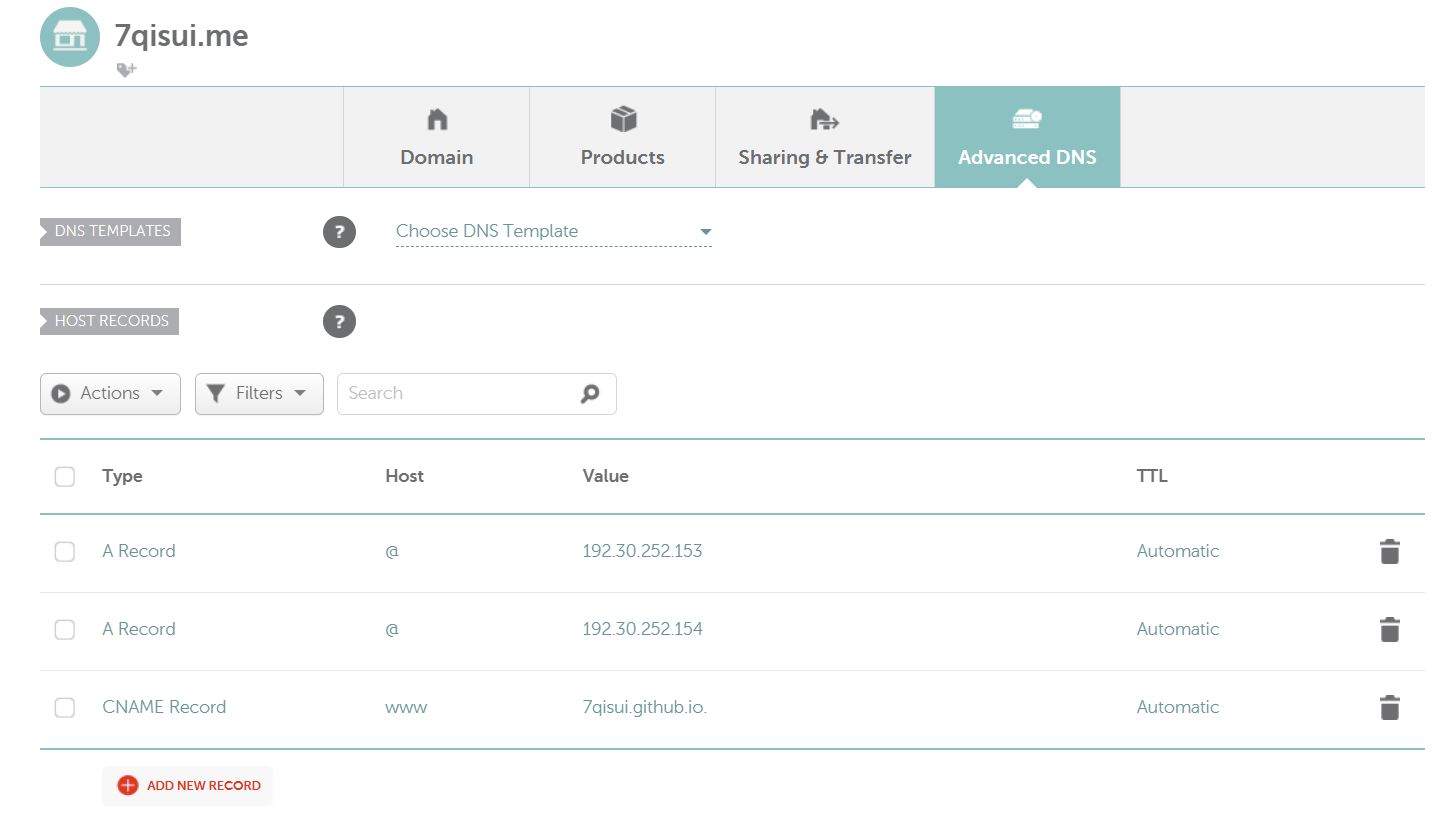 7qisui.me
Domain
Products
Sharing & Transfer
Advanced DNS
DNS TEMPLATES
?
Choose DNS Template
HOST RECORDS
?
Actions
Filters
Search
Type Host Value TTL
A Record @ 192.30.252.153 Automatic
A Record @ 192.30.252.154 Automatic
CNAME Record www 7qisui.github.io. Automatic
ADD NEW RECORD